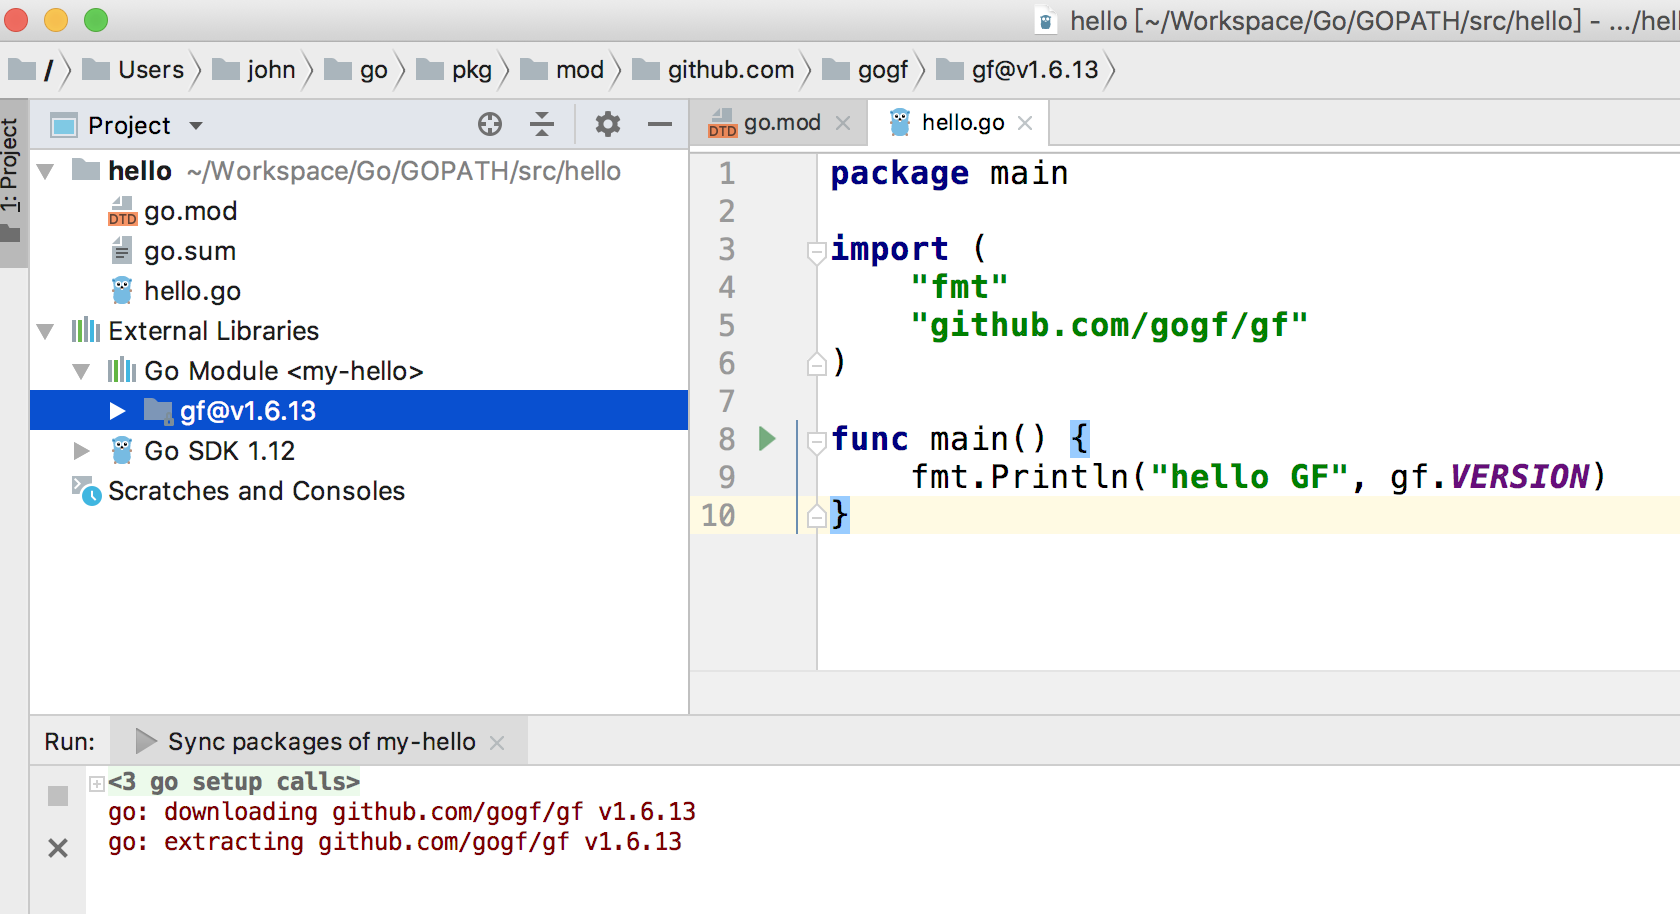 hello [~/Workspace/Go/GOPATH/src/hello] - .../hell
/ Users john go pkg mod github.com gogf gf@v1.6.13
1: Project
Project
hello ~/Workspace/Go/GOPATH/src/hello
DTD go.mod
go.sum
hello.go
External Libraries
Go Module <my-hello>
gf@v1.6.13
Go SDK 1.12
Scratches and Consoles
DTD go.mod hello.go
1 package main
2
3 import (
4 "fmt"
5 "github.com/gogf/gf"
6 )
7
8 func main() {
9 fmt.Println("hello GF", gf.VERSION)
10 }
Run: Sync packages of my-hello
<3 go setup calls>
go: downloading github.com/gogf/gf v1.6.13
go: extracting github.com/gogf/gf v1.6.13